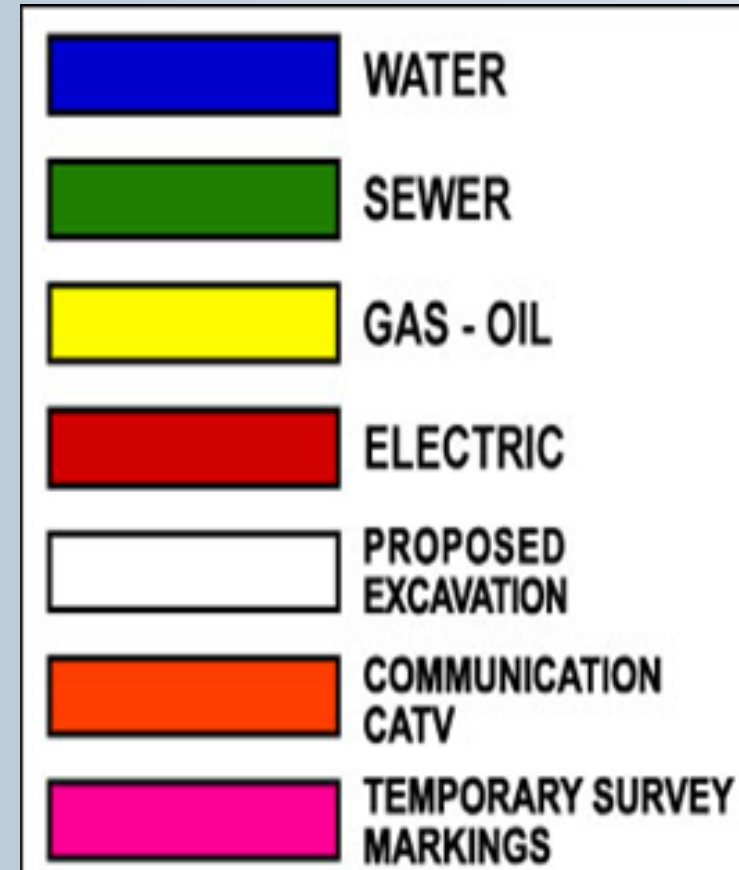 WATER
SEWER
GAS - OIL
ELECTRIC
PROPOSED
EXCAVATION
COMMUNICATION
CATV
TEMPORARY SURVEY
MARKINGS